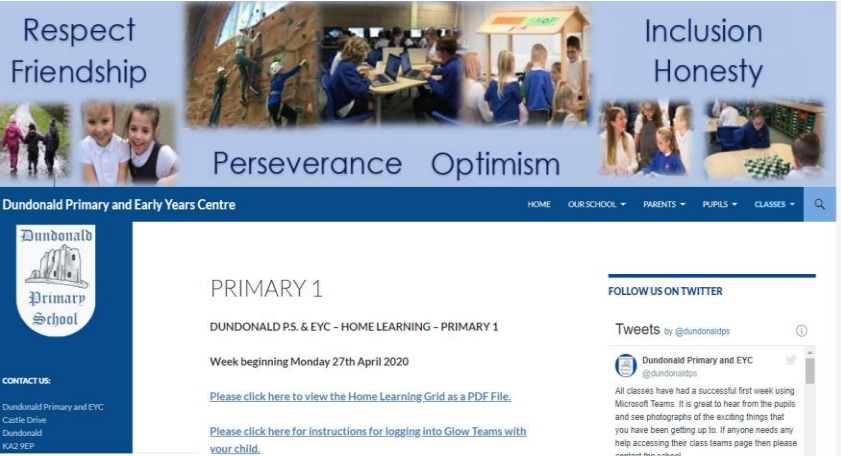 Respect
Friendship
Inclusion
Honesty
Perseverance Optimism
Dundonald Primary and Early Years Centre
HOME OUR SCHOOL PARENTS PUPILS CLASSES
Dundonald
Primary
School
CONTACT US:
Dundonald Primary and EYC
Castle Drive
Dundonald
KA2 9EP
PRIMARY 1
DUNDONALD P.S. & EYC – HOME LEARNING – PRIMARY 1
Week beginning Monday 27th April 2020
Please click here to view the Home Learning Grid as a PDF File.
Please click here for instructions for logging into Glow Teams with
your child.
FOLLOW US ON TWITTER
Tweets by @dundonaldps
Dundonald Primary and EYC
@dundonaldps
All classes have had a successful first week using
Microsoft Teams. It is great to hear from the pupils
and see photographs of the exciting things that
you have been getting up to. If anyone needs any
help accessing their class teams page then please
contact the school